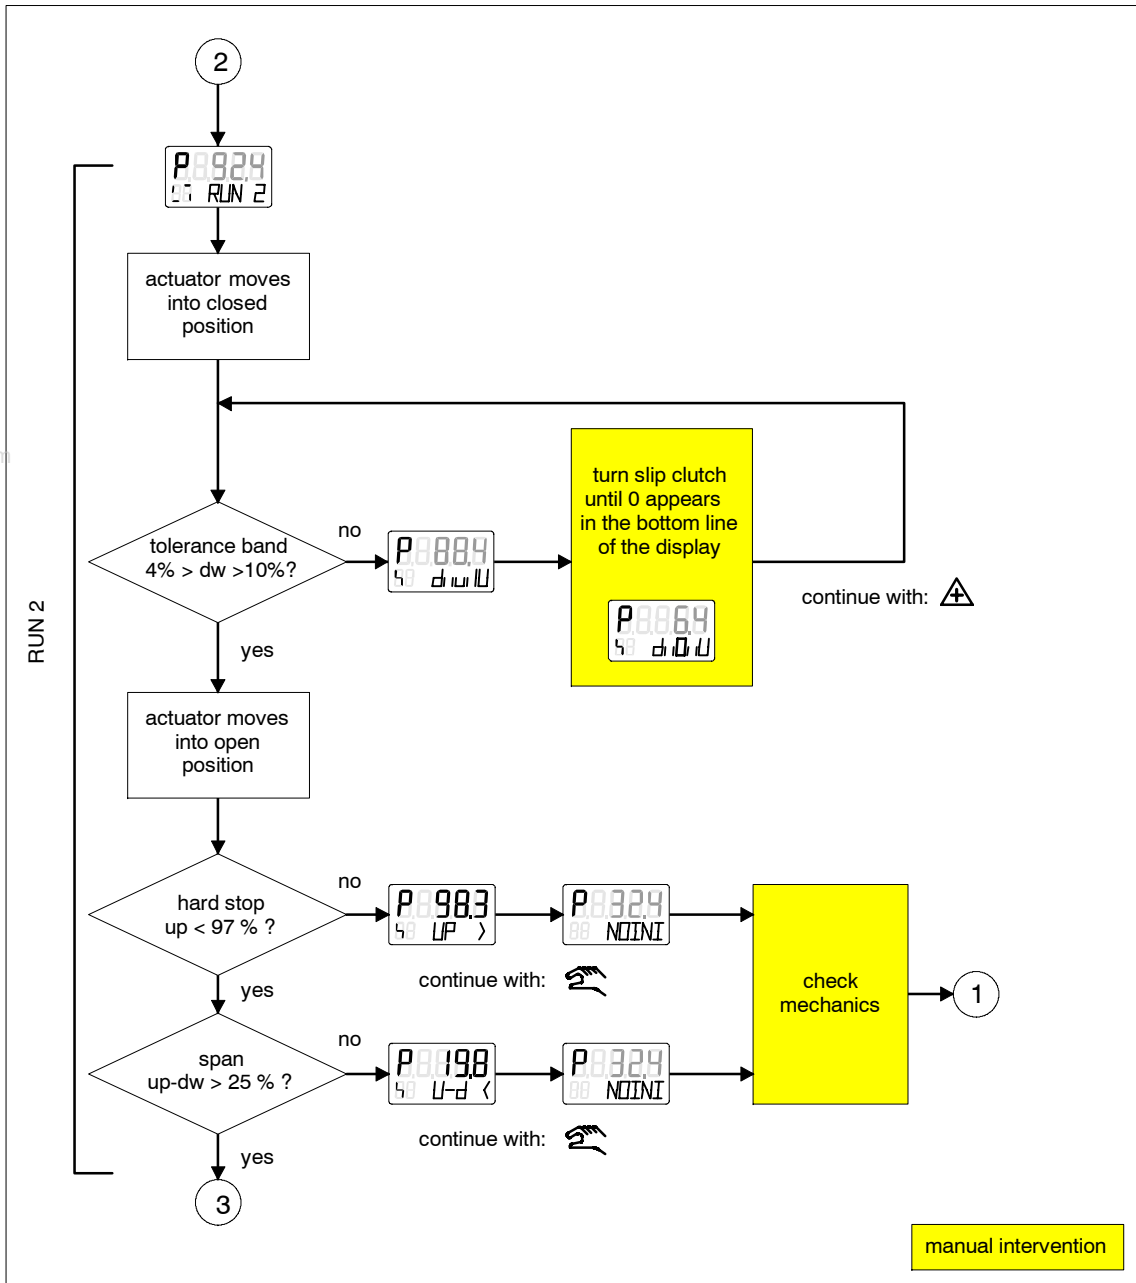 2
P 92.4
RUN 2
actuator moves
into closed
position
tolerance band
4% > dw >10%?
no
P 88.4
turn slip clutch
until 0 appears
in the bottom line
of the display
P 6.4
continue with:
yes
RUN 2
actuator moves
into open
position
hard stop
up < 97 % ?
no
P 98.3
UP >
P 32.4
NOINI
continue with:
yes
check
mechanics
1
span
up-dw > 25 % ?
no
P 19.8
U-d <
P 32.4
NOINI
continue with:
yes
3
manual intervention